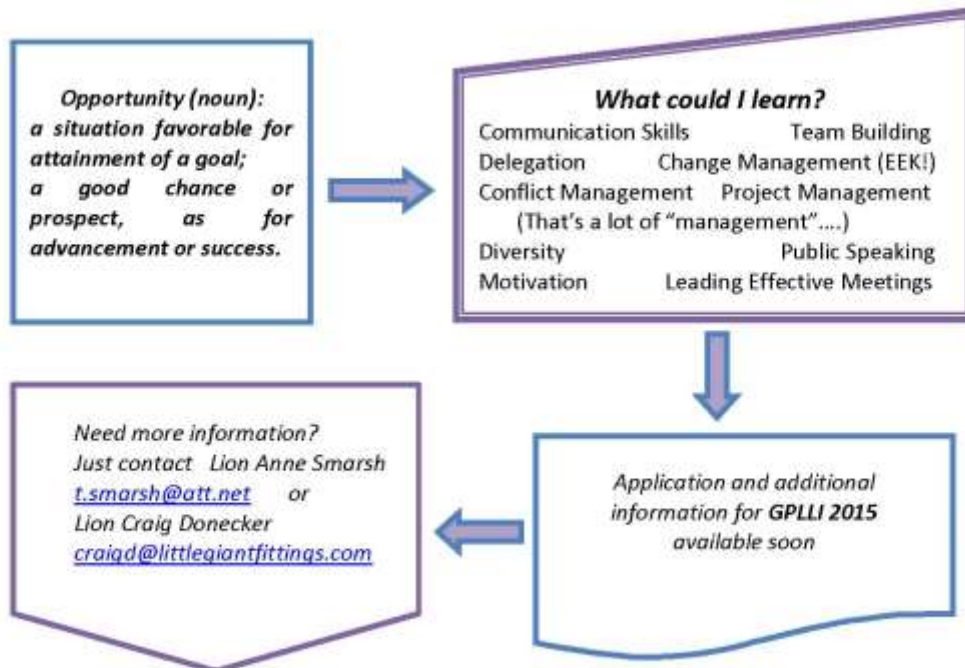 Opportunity (noun):
a situation favorable for
attainment of a goal;
a good chance or
prospect, as for
advancement or success.
What could I learn?
Communication Skills Team Building
Delegation Change Management (EEK!)
Conflict Management Project Management
(That's a lot of "management"....)
Diversity Public Speaking
Motivation Leading Effective Meetings
Application and additional
information for GPLLI 2015
available soon
Need more information?
Just contact Lion Anne Smarsh
t.smarsh@att.net or
Lion Craig Donecker
craigd@littlegiantfittings.com